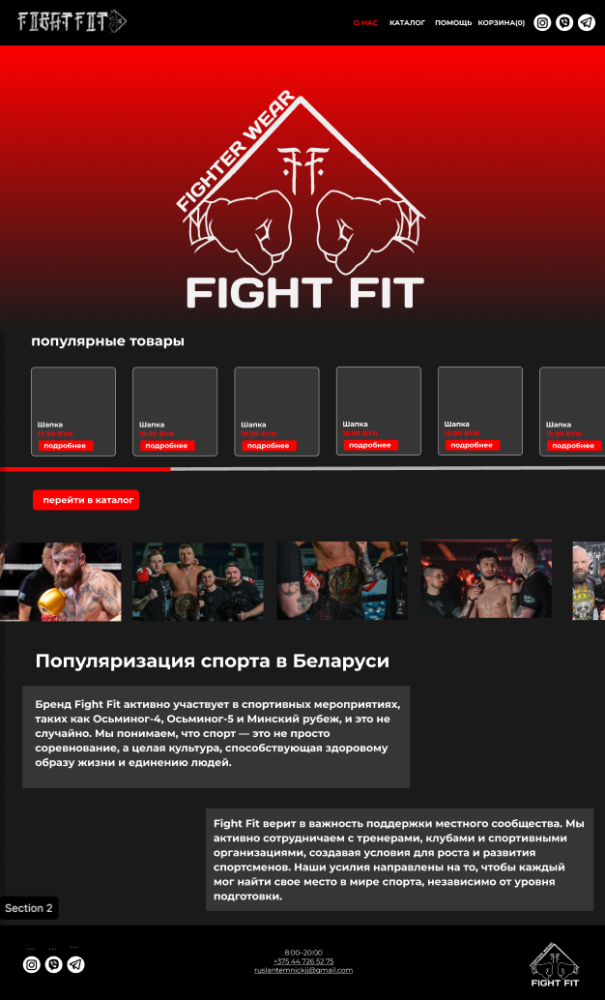 FIGHT FIT
О НАС
КАТАЛОГ
ПОМОЩЬ
КОРЗИНА(0)
FIGHTER WEAR
FF
FIGHT FIT
популярные товары
Шапка
19.99 BYN
подробнее
Шапка
19.99 BYN
подробнее
Шапка
19.99 BYN
подробнее
Шапка
19.99 BYN
подробнее
Шапка
19.99 BYN
подробнее
Шапка
19.99 BYN
подробнее
перейти в каталог
Популяризация спорта в Беларуси
Бренд Fight Fit активно участвует в спортивных мероприятиях,
таких как Осьминог-4, Осьминог-5 и Минский рубеж, и это не
случайно. Мы понимаем, что спорт — это не просто
соревнование, а целая культура, способствующая здоровому
образу жизни и единению людей.
Fight Fit верит в важность поддержки местного сообщества. Мы
активно сотрудничаем с тренерами, клубами и спортивными
организациями, создавая условия для роста и развития
спортсменов. Наши усилия направлены на то, чтобы каждый
мог найти свое место в мире спорта, независимо от уровня
подготовки.
Section 2
8:00–20:00
+375 44 726 52 75
ruslantemnickij@gmail.com
FIGHTER WEAR
FF
FIGHT FIT